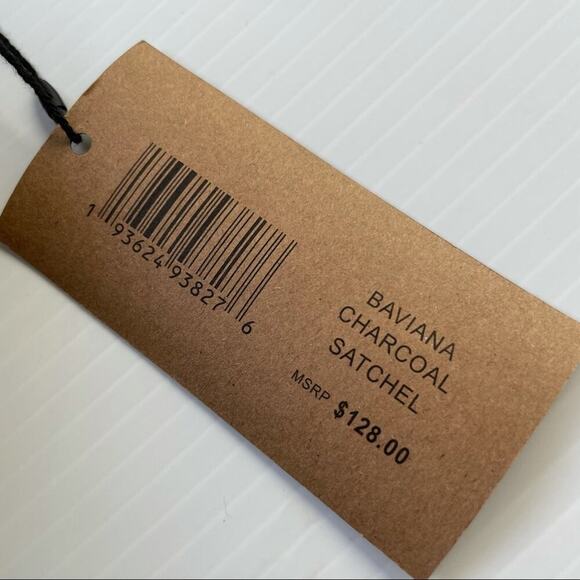 1 93624 93827 6
BAVIANA
CHARCOAL
SATCHEL
MSRP $128.00